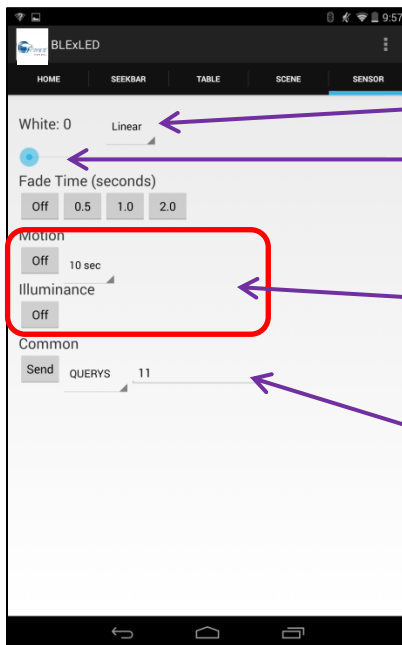 9:57
BLExLED
HOME SEEKBAR TABLE SCENE SENSOR
White: 0 Linear
Fade Time (seconds)
Off 0.5 1.0 2.0
Motion
Off 10 sec
Illuminance
Off
Common
Send QUERYS 11